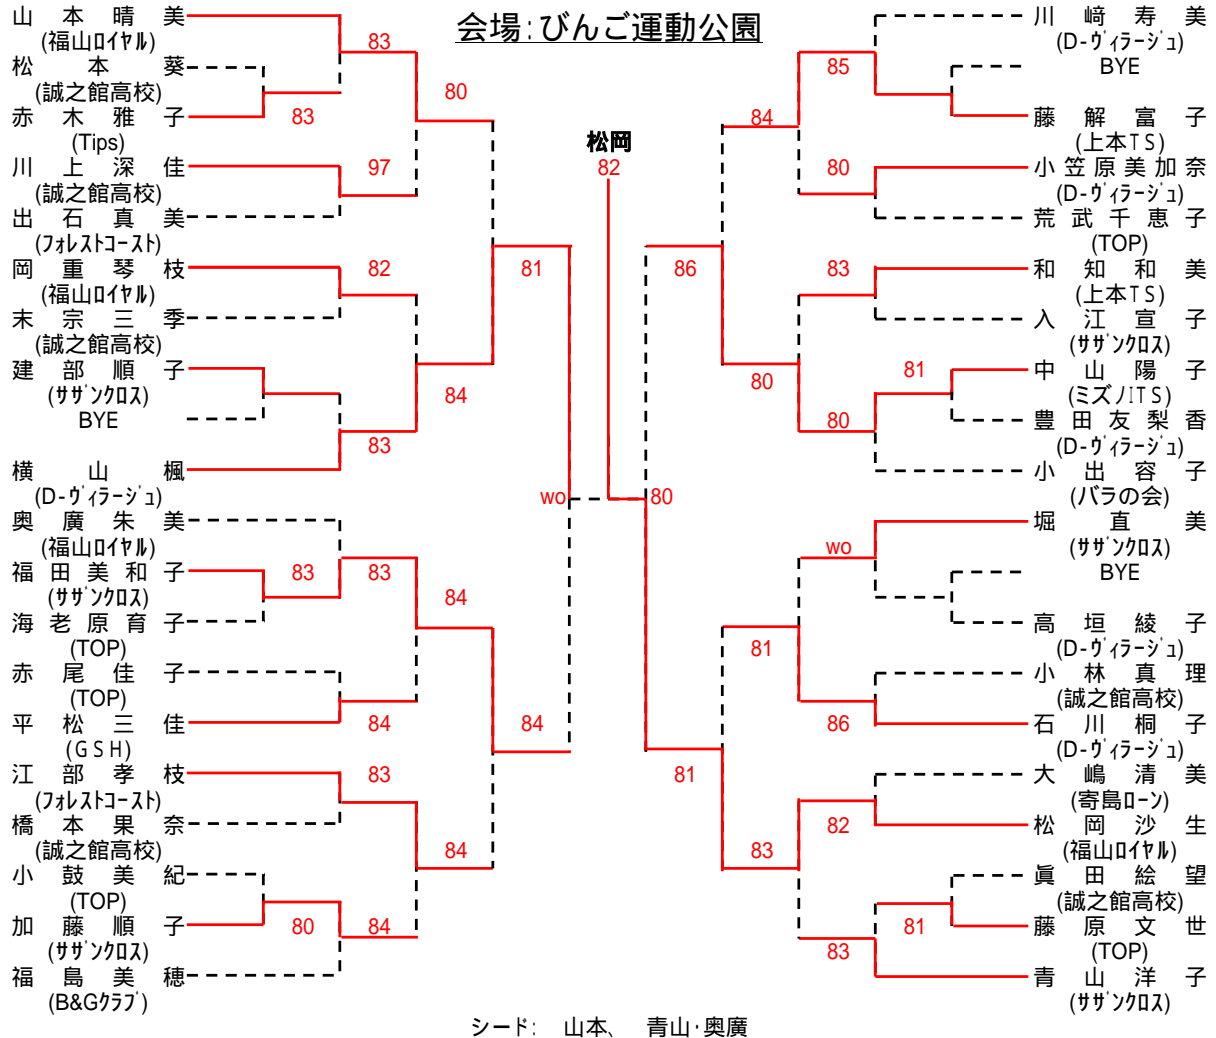 会場:びんご運動公園
山本晴美
(福山ロイヤル)
83
松本葵
(誠之館高校)
80
赤木雅子
83
(Tips)
川上深佳
97
(誠之館高校)
出石真美
(フォレストコースト)
岡重琴枝
82
81
(福山ロイヤル)
末宗三季
(誠之館高校)
建部順子
84
(サザンクロス)
BYE
83
横山楓
(D-ヴィラージュ)
wo
奥廣朱美
(福山ロイヤル)
福田美和子
83
83
84
(サザンクロス)
海老原育子
(TOP)
赤尾佳子
(TOP)
平松三佳
84
84
(GSH)
江部孝枝
83
(フォレストコースト)
橋本果奈
(誠之館高校)
84
小鼓美紀
(TOP)
加藤順子
80
84
(サザンクロス)
福島美穂
(B&Gクラブ)
松岡
82
80
川﨑寿美
(D-ヴィラージュ)
85
BYE
84
藤解富子
(上本TS)
80
小笠原美加奈
(D-ヴィラージュ)
荒武千恵子
(TOP)
86
83
和知和美
(上本TS)
入江宣子
(サザンクロス)
80
81
中山陽子
(ミズノITS)
80
豊田友梨香
(D-ヴィラージュ)
小出容子
(バラの会)
堀直美
wo
(サザンクロス)
BYE
高垣綾子
(D-ヴィラージュ)
81
小林真理
(誠之館高校)
86
石川桐子
(D-ヴィラージュ)
81
大嶋清美
(寄島ローン)
82
松岡沙生
(福山ロイヤル)
83
眞田絵望
(誠之館高校)
81
藤原文世
(TOP)
83
青山洋子
(サザンクロス)
シード: 山本、 青山・奥廣